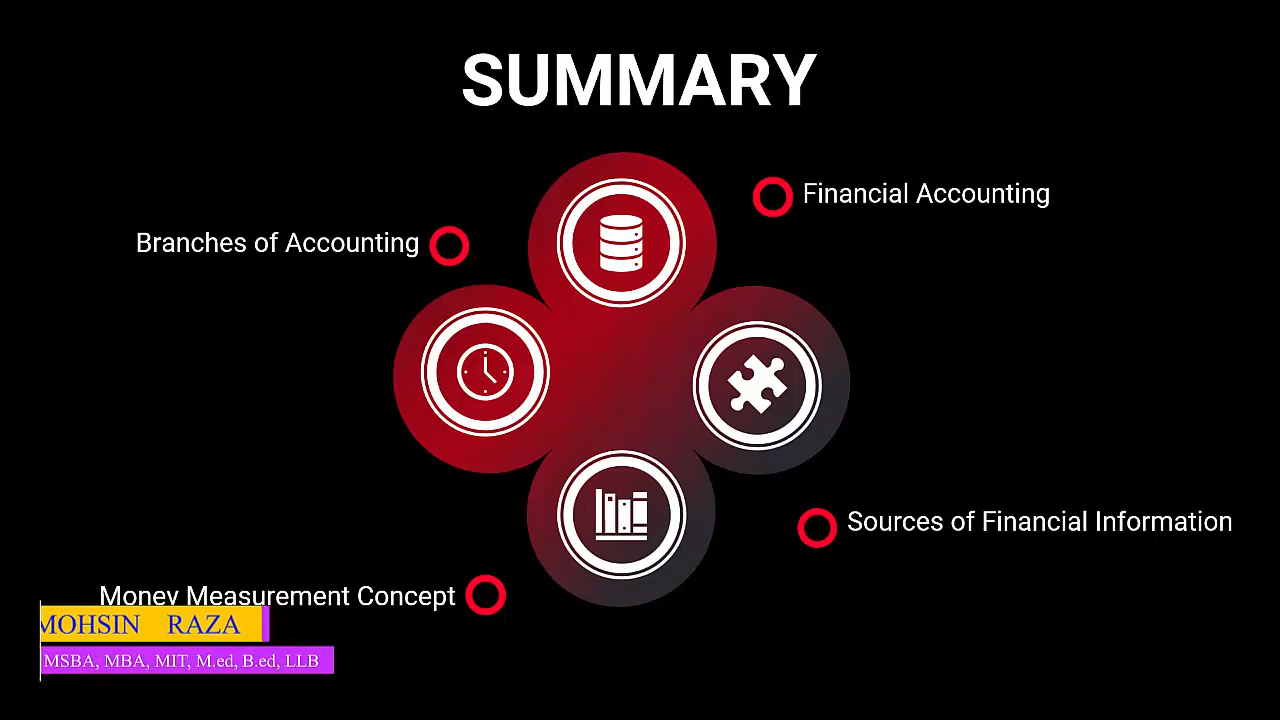 SUMMARY
Financial Accounting
Branches of Accounting
Sources of Financial Information
Money Measurement Concept
MOHSIN RAZA
MSBA, MBA, MIT, M.ed, B.ed, LLB